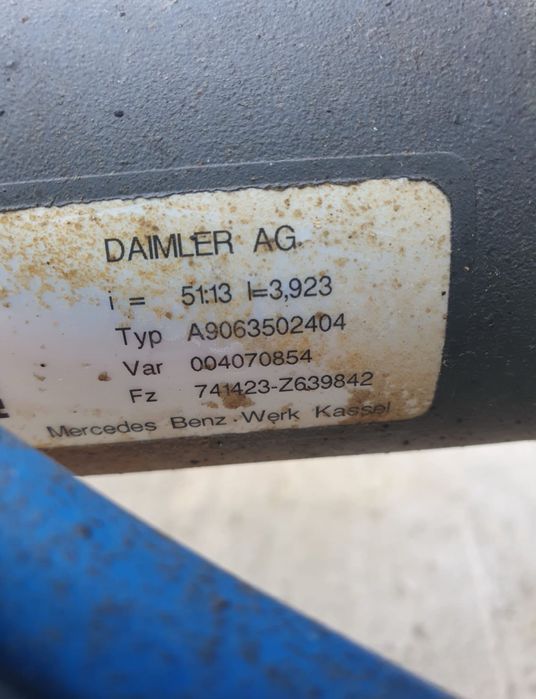 DAIMLER AG.
i = 51:13 I=3,923
Typ A9063502404
Var 004070854
Fz 741423-Z639842
Mercedes Benz Werk Kassel